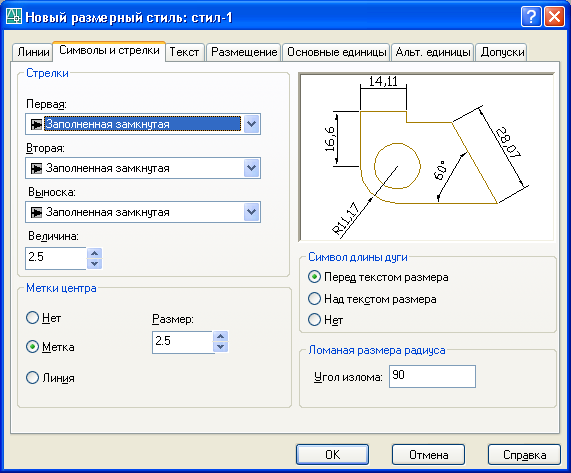 Новый размерный стиль: стил-1
Линии Символы и стрелки Текст Размещение Основные единицы Альт. единицы Допуски
Стрелки
Первая:
Заполненная замкнутая
Вторая:
Заполненная замкнутая
Выноска:
Заполненная замкнутая
Величина:
2.5
Метки центра
Нет
Метка
Линия
Размер:
2.5
14,11
16,6
28,07
60°
R11,17
Символ длины дуги
Перед текстом размера
Над текстом размера
Нет
Ломаная размера радиуса
Угол излома: 90
ОК Отмена Справка